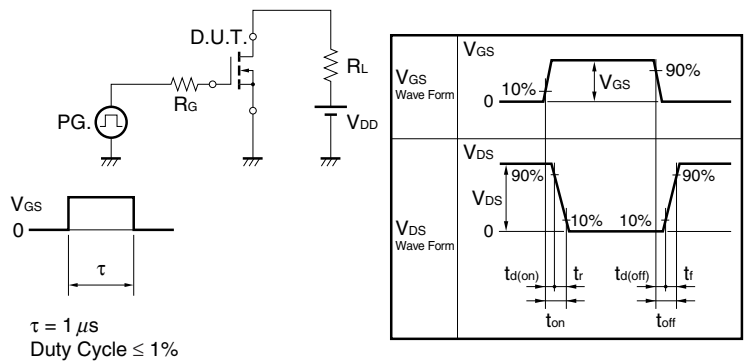 D.U.T.
RL
RG
PG.
VDD
VGS
0
τ
τ = 1 μs
Duty Cycle ≤ 1%
VGS
Wave Form
VGS
10%
VGS
90%
0
VDS
Wave Form
VDS
90%
VDS
10%
10%
90%
0
td(on)
tr
td(off)
tf
ton
toff